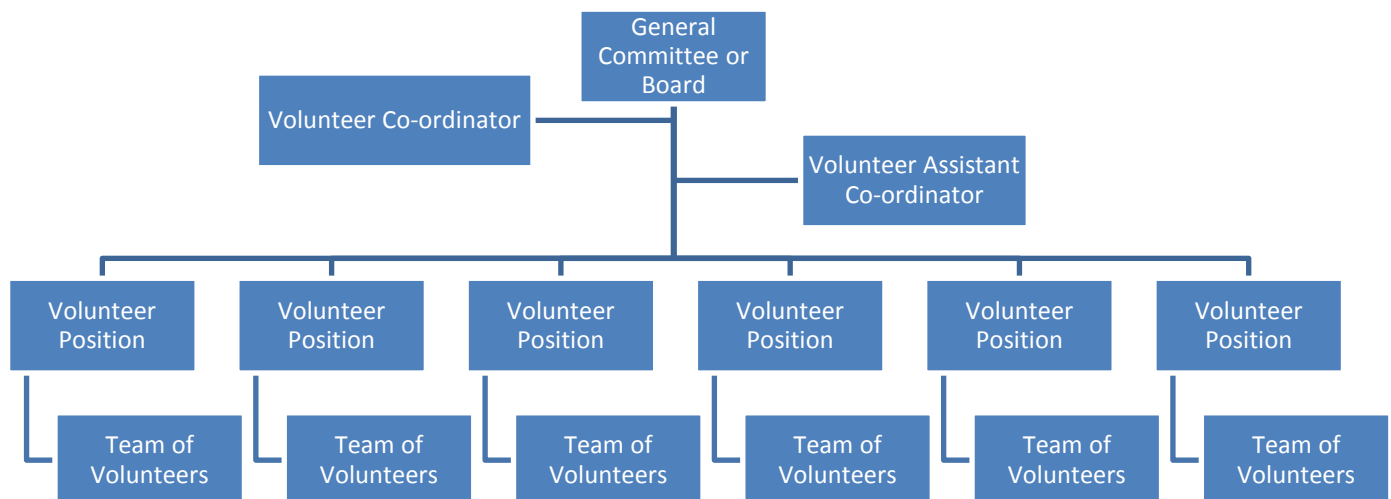 General
Committee or
Board
Volunteer Co-ordinator
Volunteer Assistant
Co-ordinator
Volunteer
Position
Volunteer
Position
Volunteer
Position
Volunteer
Position
Volunteer
Position
Volunteer
Position
Team of
Volunteers
Team of
Volunteers
Team of
Volunteers
Team of
Volunteers
Team of
Volunteers
Team of
Volunteers